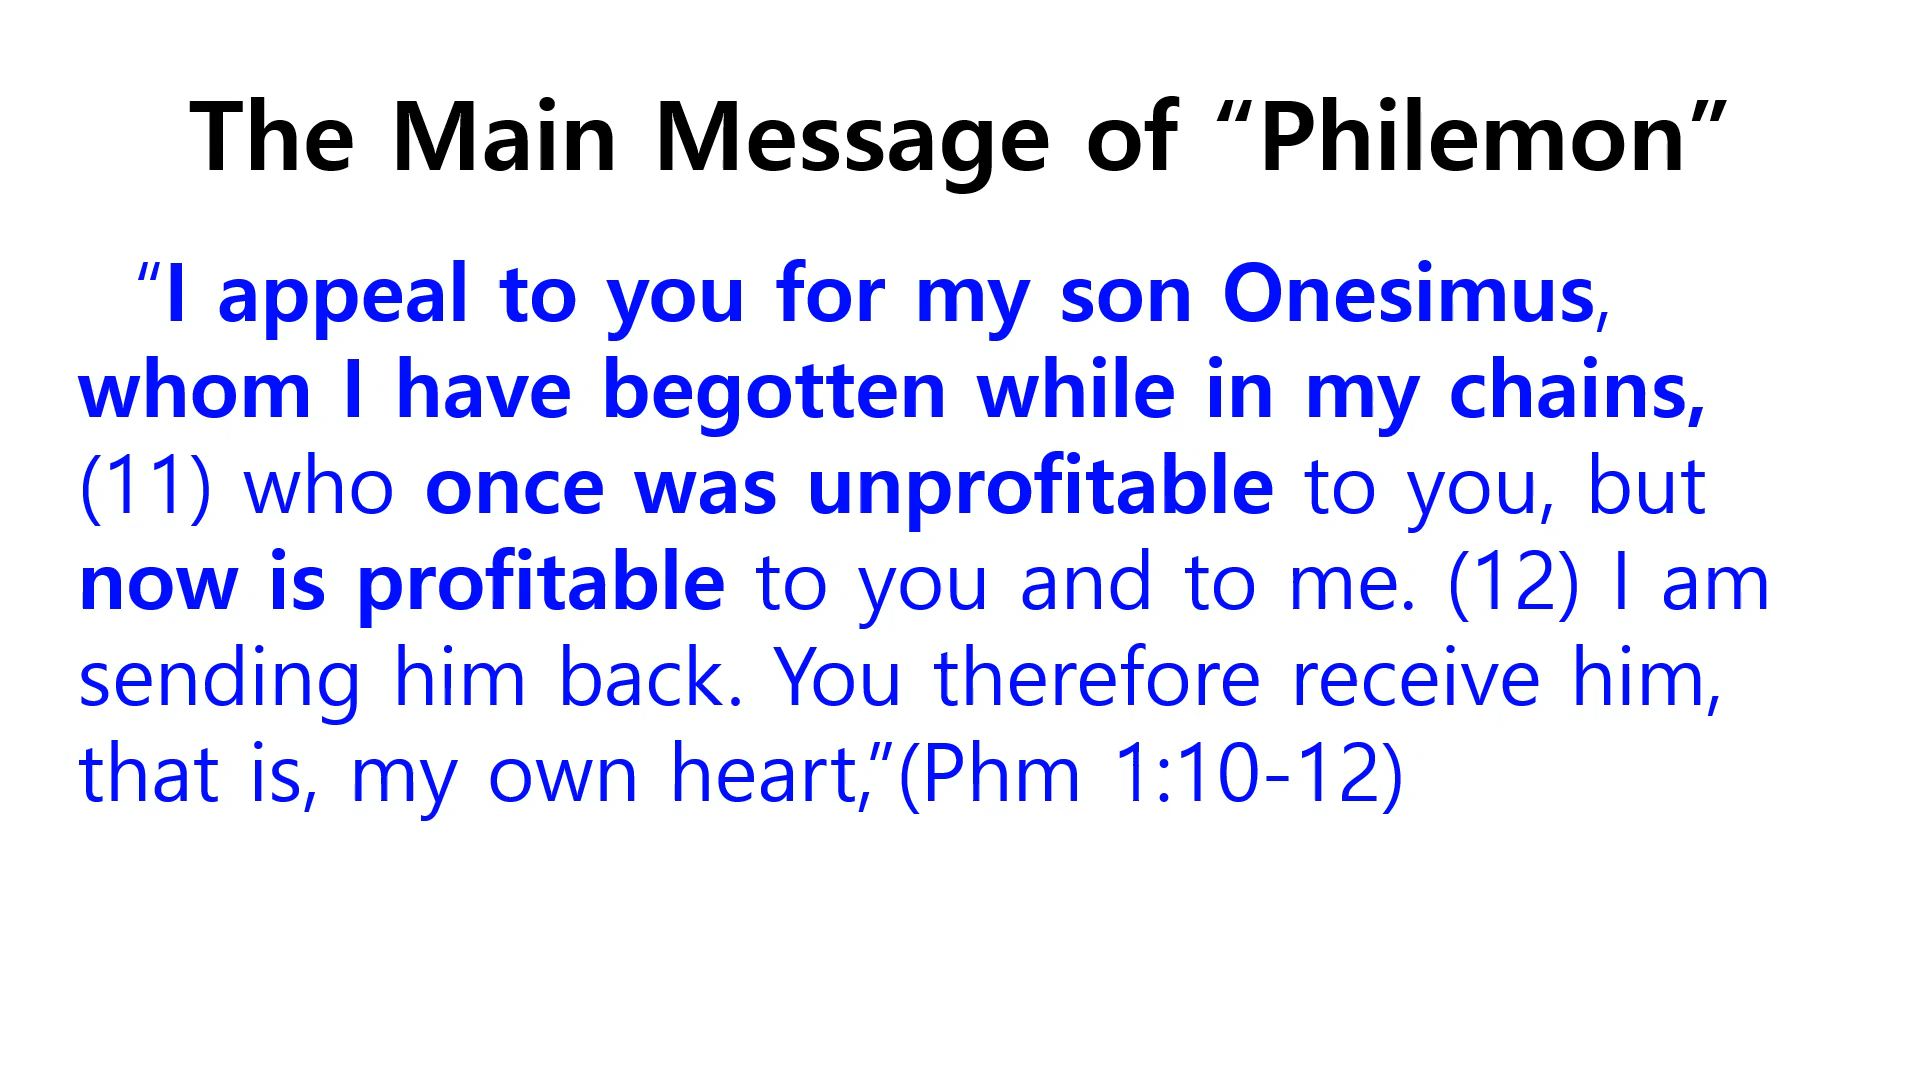 The Main Message of “Philemon”
“I appeal to you for my son Onesimus,
whom I have begotten while in my chains,
(11) who once was unprofitable to you, but
now is profitable to you and to me. (12) I am
sending him back. You therefore receive him,
that is, my own heart,”(Phm 1:10-12)